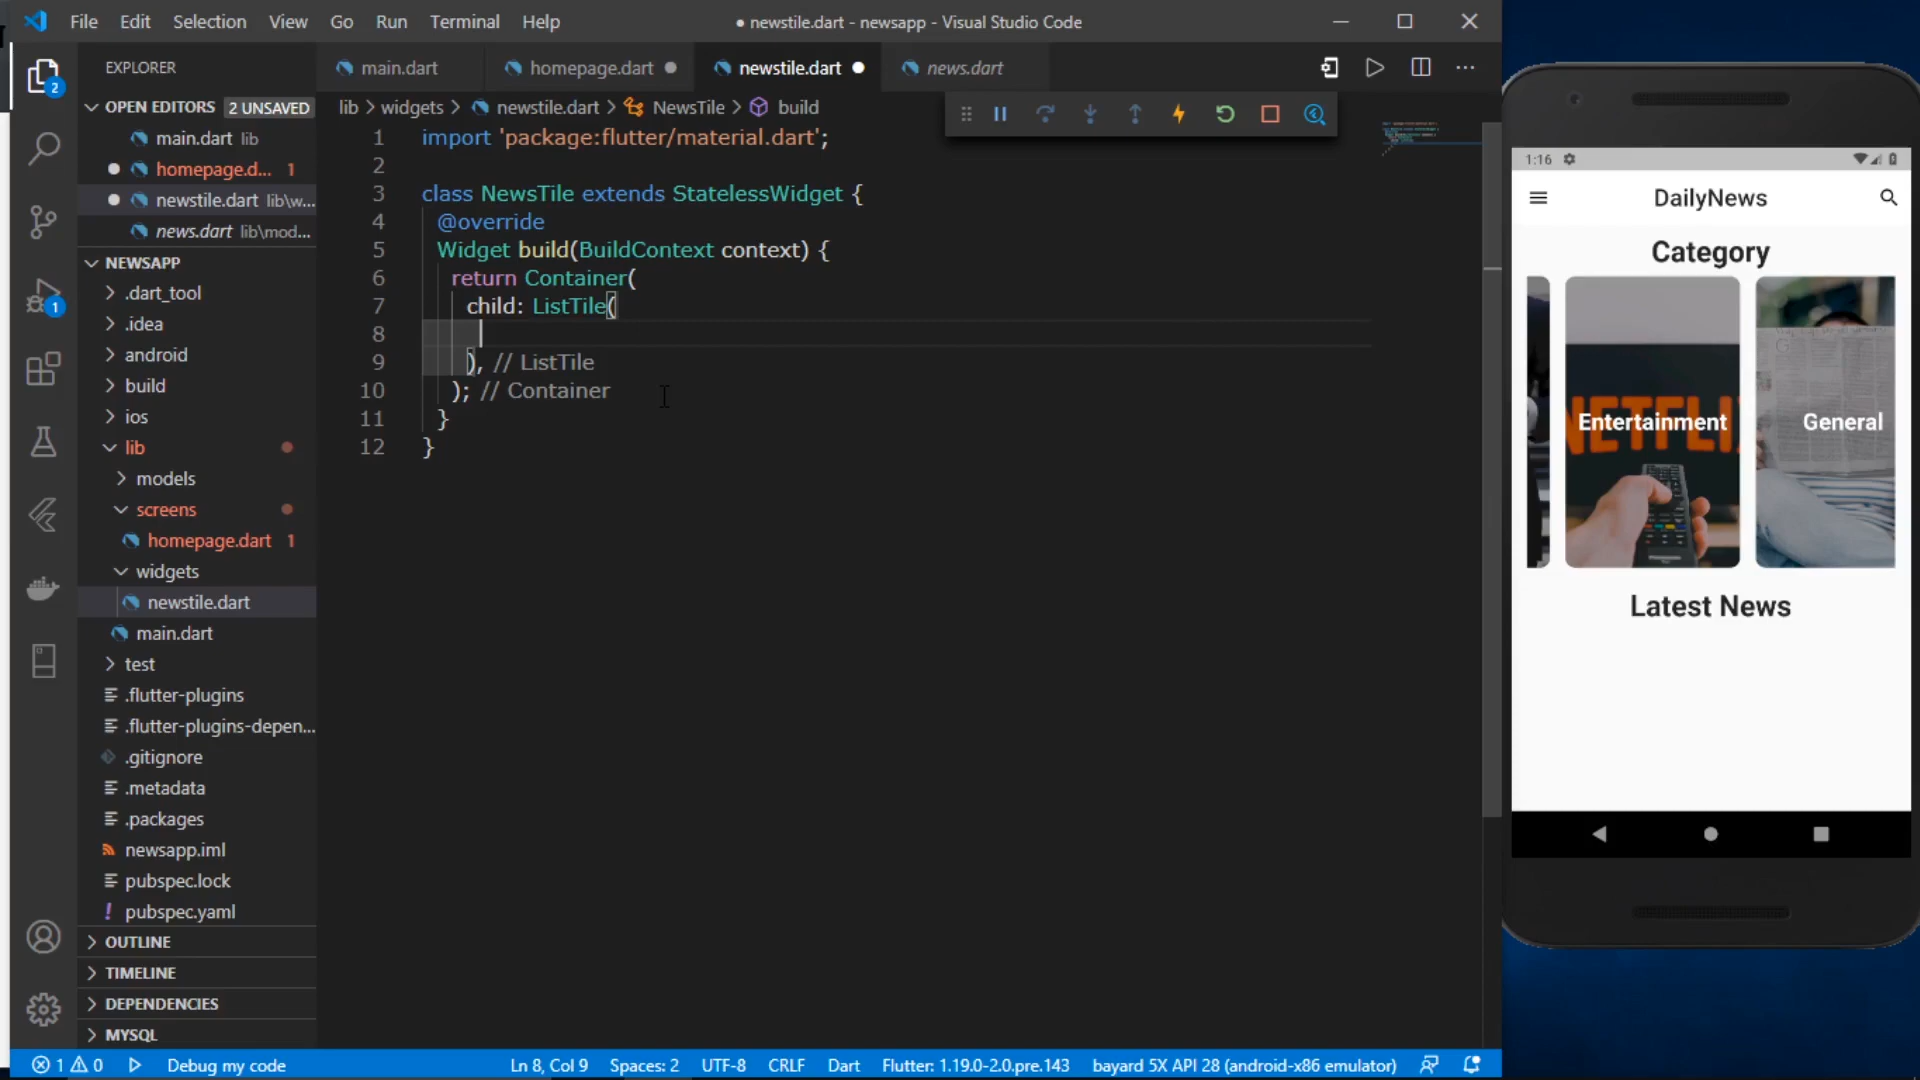 File Edit Selection View Go Run Terminal Help
● newstile.dart - newsapp - Visual Studio Code
EXPLORER
OPEN EDITORS 2 UNSAVED
main.dart lib
homepage.d... 1
newstile.dart lib\w...
news.dart lib\mod...
NEWSAPP
.dart_tool
.idea
android
build
ios
lib
models
screens
homepage.dart 1
widgets
newstile.dart
main.dart
test
.flutter-plugins
.flutter-plugins-depen...
.gitignore
.metadata
.packages
newsapp.iml
pubspec.lock
pubspec.yaml
OUTLINE
TIMELINE
DEPENDENCIES
MYSQL
2
1
main.dart homepage.dart newstile.dart news.dart
lib > widgets > newstile.dart > NewsTile > build
1 import 'package:flutter/material.dart';
2
3 class NewsTile extends StatelessWidget {
4 @override
5 Widget build(BuildContext context) {
6 return Container(
7 child: ListTile(
8
9 ), // ListTile
10 ); // Container
11 }
12 }
1:16
DailyNews
Category
NETFLIX
Entertainment
General
Latest News
1 0 Debug my code Ln 8, Col 9 Spaces: 2 UTF-8 CRLF Dart Flutter: 1.19.0-2.0.pre.143 bayard 5X API 28 (android-x86 emulator)